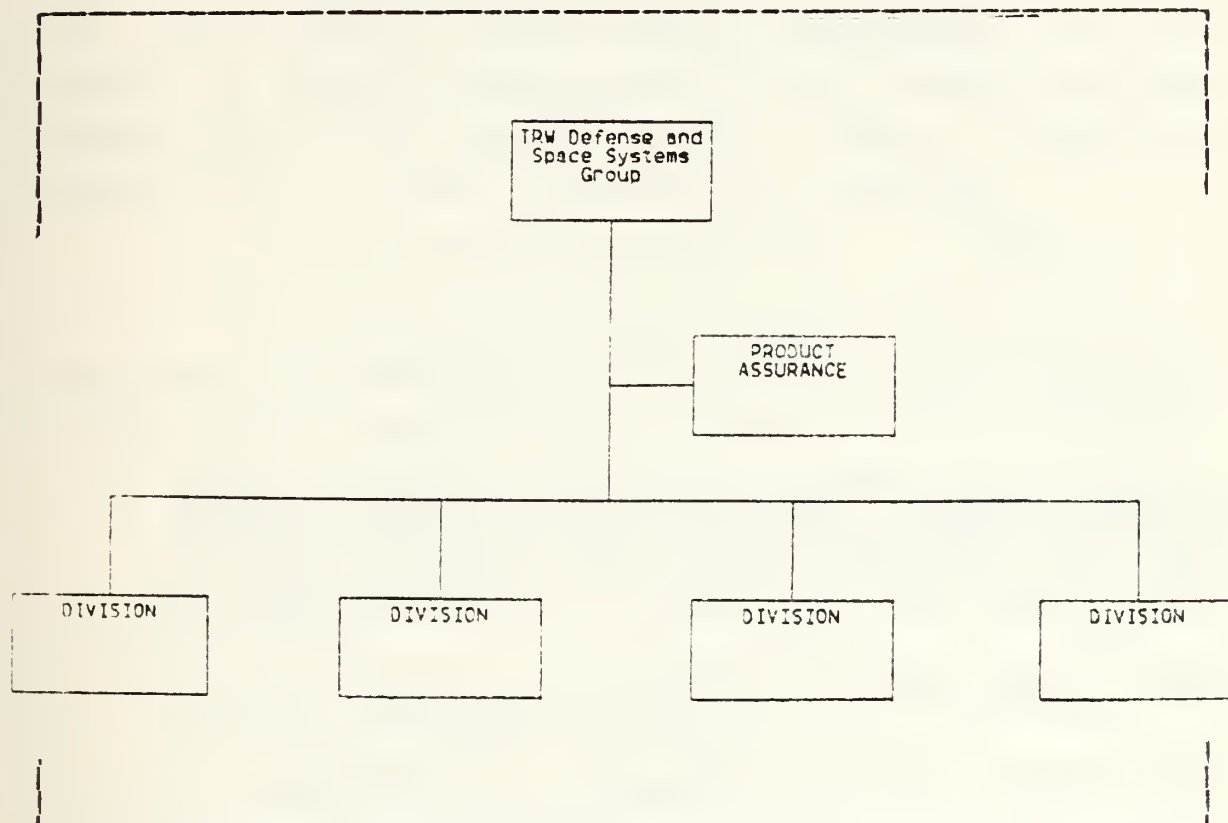 TRW Defense and
Space Systems
Group
PRODUCT
ASSURANCE
DIVISION
DIVISION
DIVISION
DIVISION